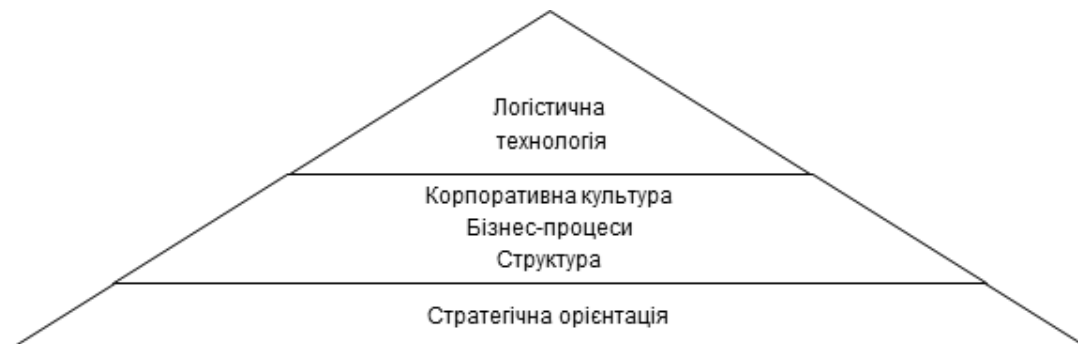 Логістична
технологія
Корпоративна культура
Бізнес-процеси
Структура
Стратегічна орієнтація